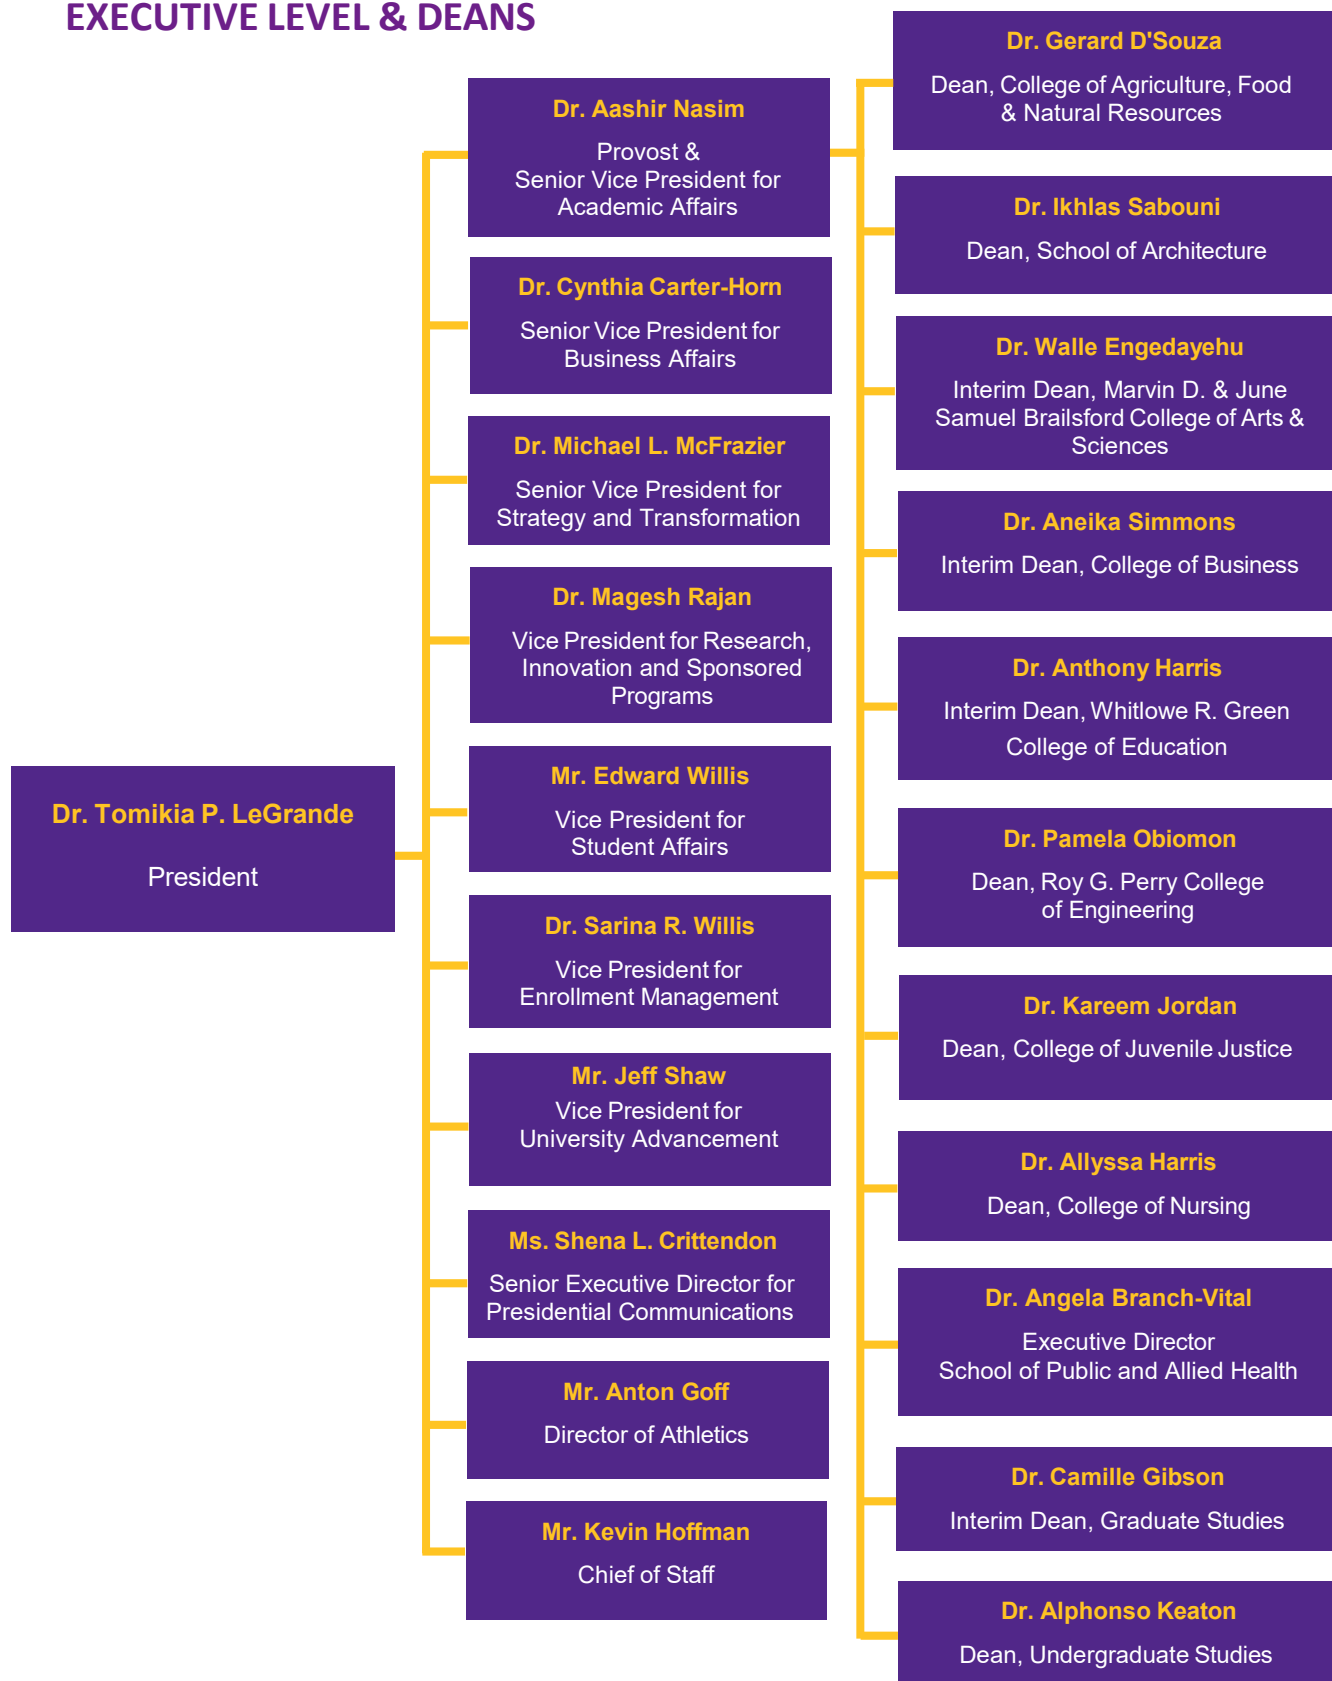 EXECUTIVE LEVEL & DEANS
Dr. Tomikia P. LeGrande
President
Dr. Aashir Nasim
Provost &
Senior Vice President for
Academic Affairs
Dr. Cynthia Carter-Horn
Senior Vice President for
Business Affairs
Dr. Michael L. McFrazier
Senior Vice President for
Strategy and Transformation
Dr. Magesh Rajan
Vice President for Research,
Innovation and Sponsored
Programs
Mr. Edward Willis
Vice President for
Student Affairs
Dr. Sarina R. Willis
Vice President for
Enrollment Management
Mr. Jeff Shaw
Vice President for
University Advancement
Ms. Shena L. Crittendon
Senior Executive Director for
Presidential Communications
Mr. Anton Goff
Director of Athletics
Mr. Kevin Hoffman
Chief of Staff
Dr. Gerard D'Souza
Dean, College of Agriculture, Food
& Natural Resources
Dr. Ikhlas Sabouni
Dean, School of Architecture
Dr. Walle Engedayehu
Interim Dean, Marvin D. & June
Samuel Brailsford College of Arts &
Sciences
Dr. Aneika Simmons
Interim Dean, College of Business
Dr. Anthony Harris
Interim Dean, Whitlowe R. Green
College of Education
Dr. Pamela Obiomon
Dean, Roy G. Perry College
of Engineering
Dr. Kareem Jordan
Dean, College of Juvenile Justice
Dr. Allyssa Harris
Dean, College of Nursing
Dr. Angela Branch-Vital
Executive Director
School of Public and Allied Health
Dr. Camille Gibson
Interim Dean, Graduate Studies
Dr. Alphonso Keaton
Dean, Undergraduate Studies